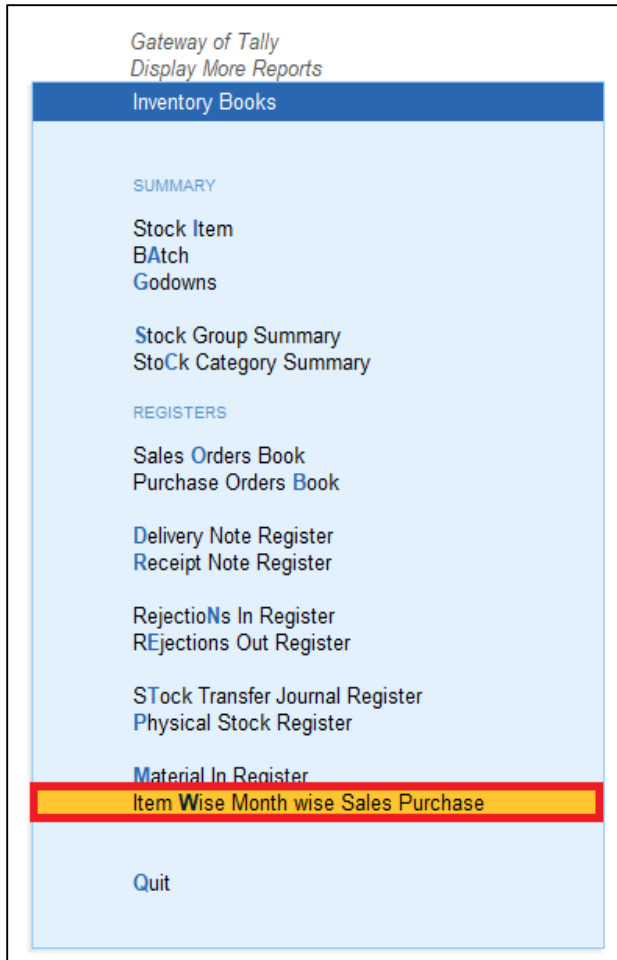 Gateway of Tally
Display More Reports
Inventory Books
SUMMARY
Stock Item
BAtch
Godowns
Stock Group Summary
StoCk Category Summary
REGISTERS
Sales Orders Book
Purchase Orders Book
Delivery Note Register
Receipt Note Register
RejectioNs In Register
REjections Out Register
STock Transfer Journal Register
Physical Stock Register
Material In Register
Item Wise Month wise Sales Purchase
Quit